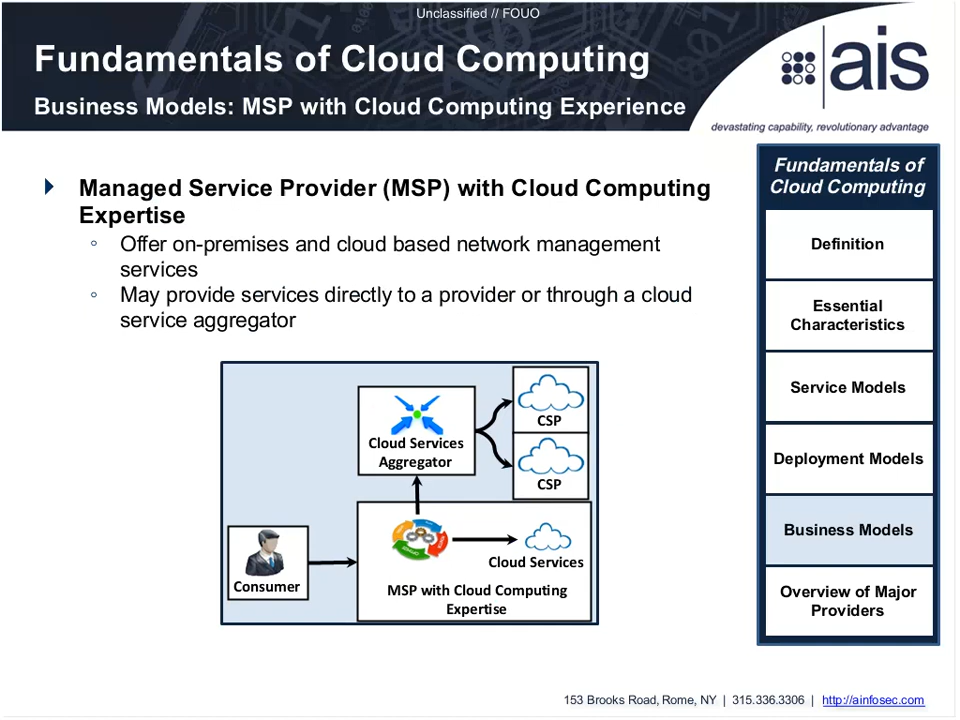 Unclassified // FOUO
Fundamentals of Cloud Computing
Business Models: MSP with Cloud Computing Experience
ais
devastating capability, revolutionary advantage
Managed Service Provider (MSP) with Cloud Computing
Expertise
Offer on-premises and cloud based network management
services
May provide services directly to a provider or through a cloud
service aggregator
Cloud Services
Aggregator
CSP
CSP
Consumer
Cloud Services
MSP with Cloud Computing
Expertise
Fundamentals of
Cloud Computing
Definition
Essential
Characteristics
Service Models
Deployment Models
Business Models
Overview of Major
Providers
153 Brooks Road, Rome, NY | 315.336.3306 | http://ainfosec.com